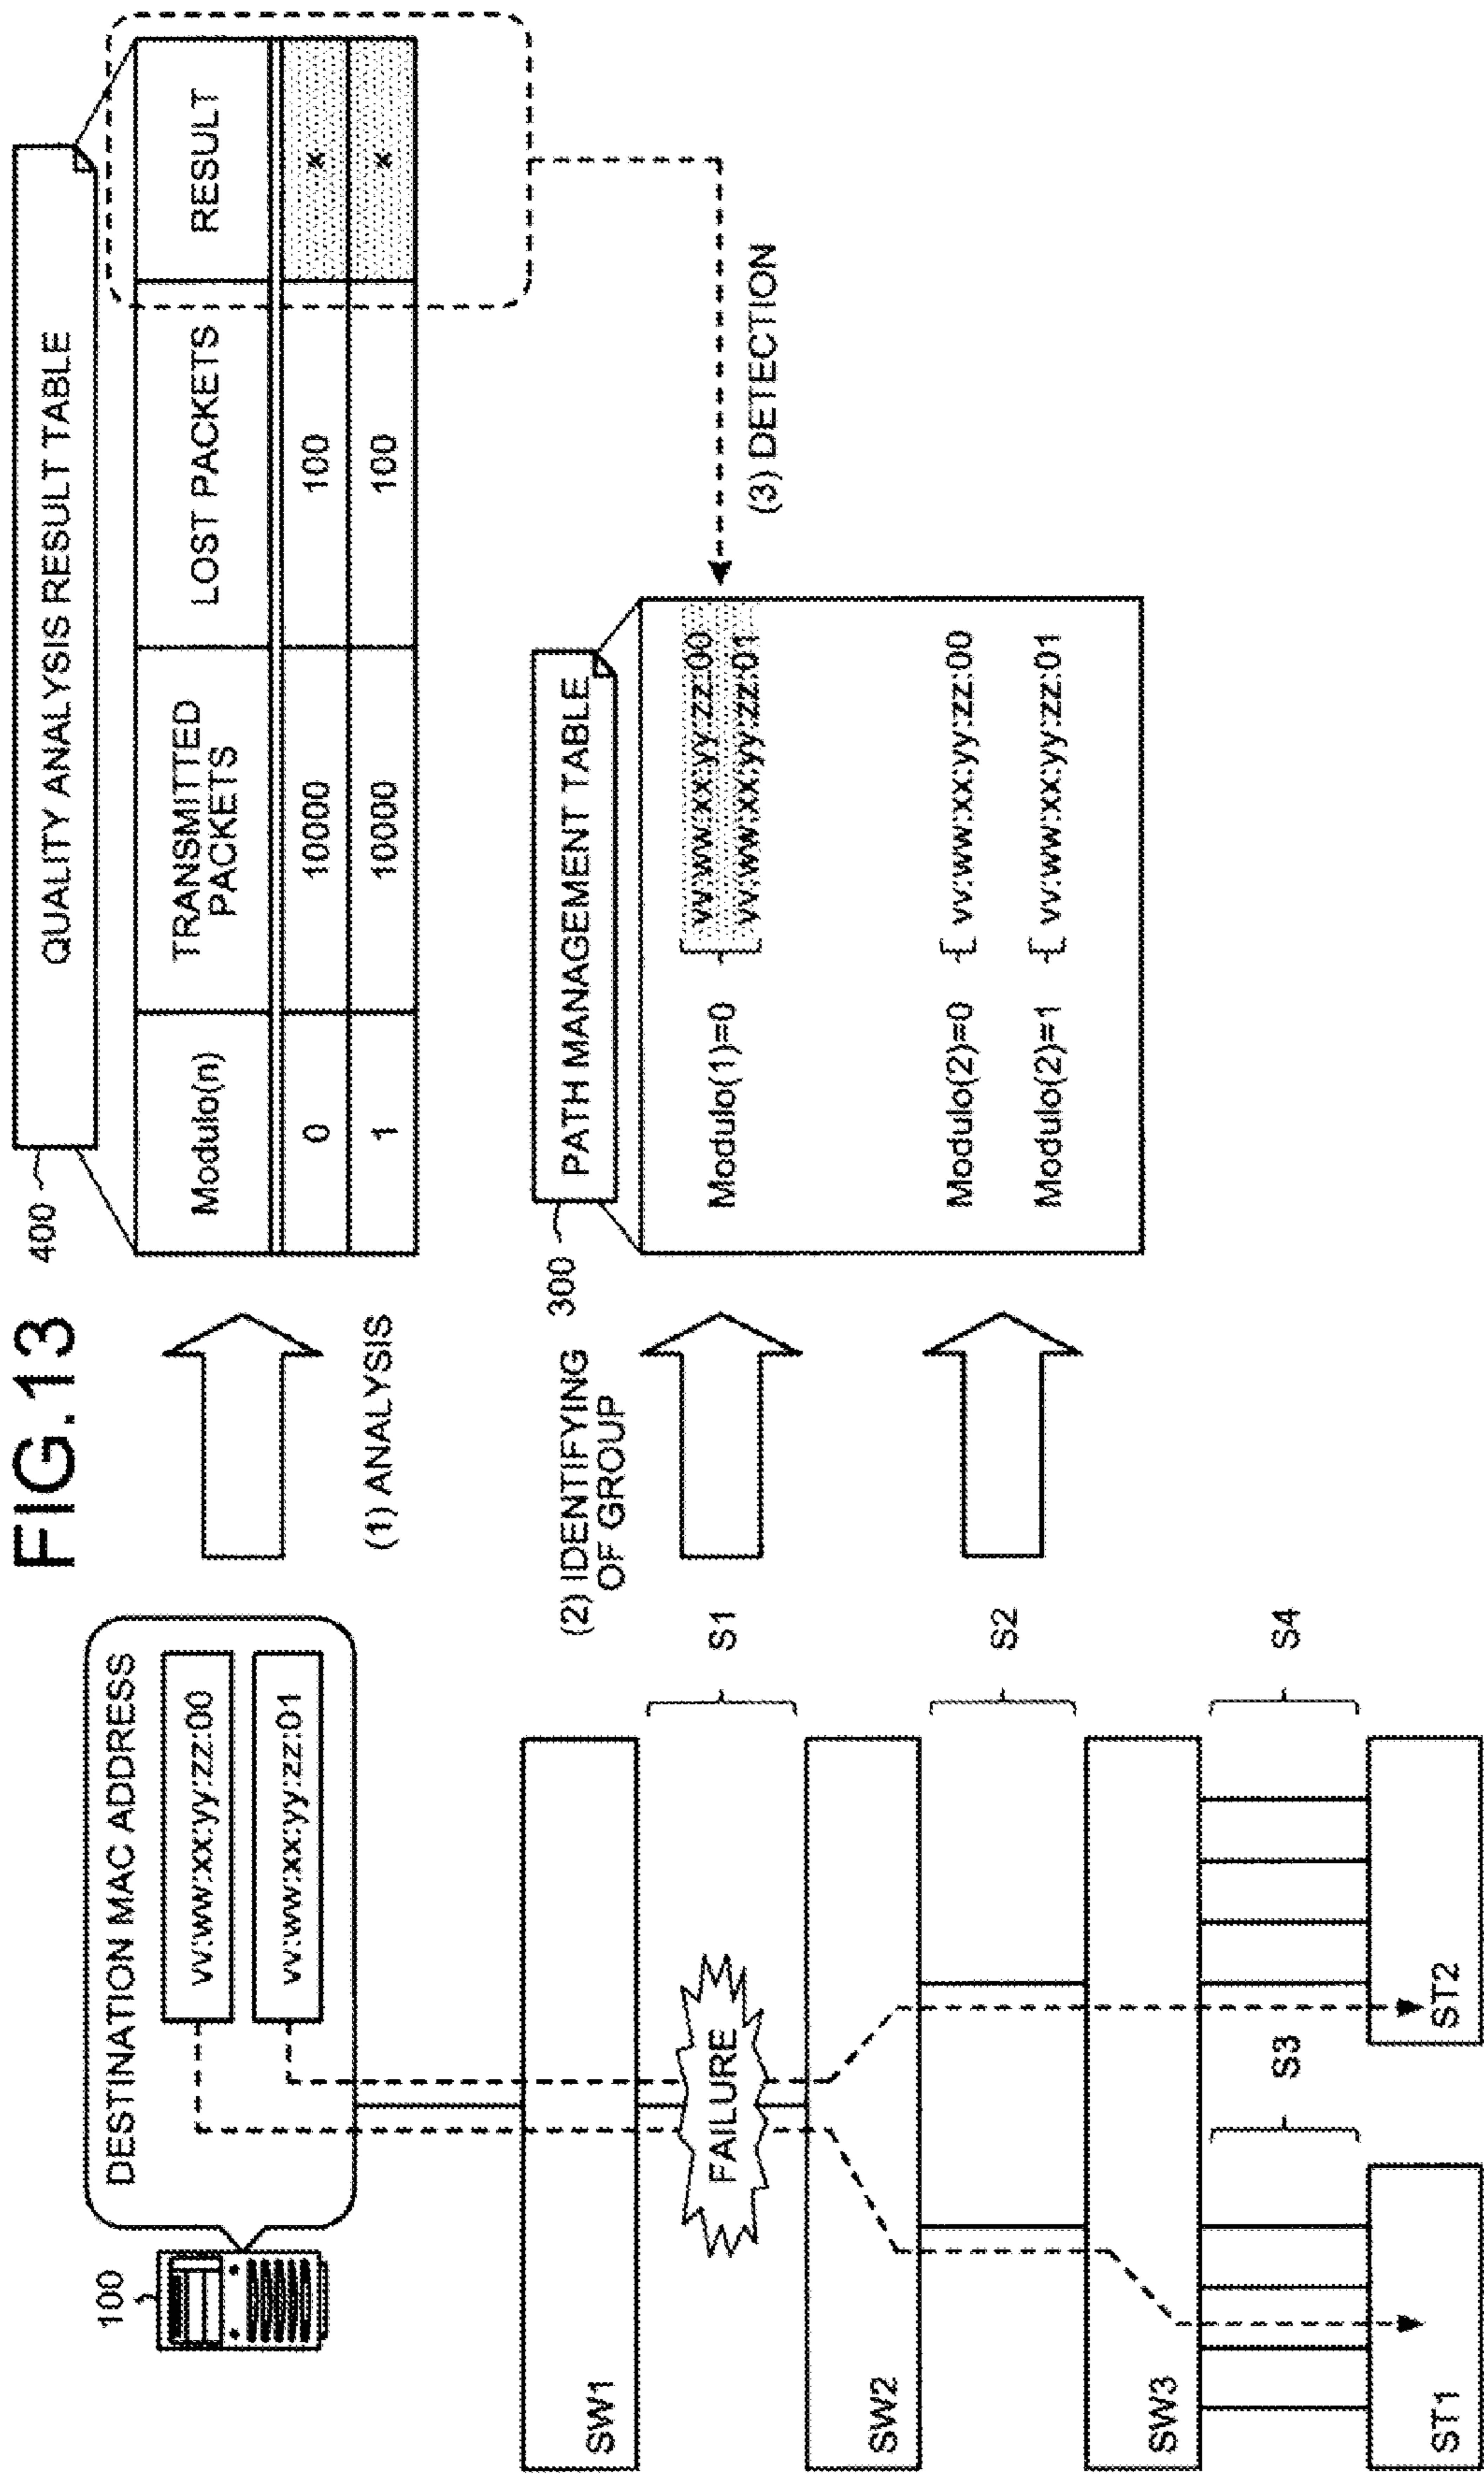 FIG.13
100
DESTINATION MAC ADDRESS
vv:ww:xx:yy:zz:00
vv:ww:xx:yy:zz:01
(1) ANALYSIS
400
QUALITY ANALYSIS RESULT TABLE
Modulo(n)
TRANSMITTED
PACKETS
LOST PACKETS
RESULT
0
10000
100
×
1
10000
100
×
SW1
FAILURE
SW2
SW3
ST1
ST2
S1
S2
S3
S4
(2) IDENTIFYING
OF GROUP
300
PATH MANAGEMENT TABLE
Modulo(1)=0
vv:ww:xx:yy:zz:00
vv:ww:xx:yy:zz:01
Modulo(2)=0
vv:ww:xx:yy:zz:00
Modulo(2)=1
vv:ww:xx:yy:zz:01
(3) DETECTION